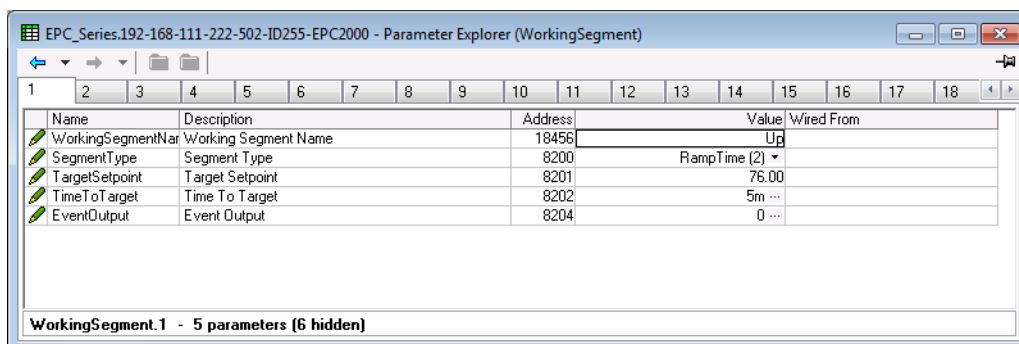 EPC_Series.192-168-111-222-502-ID255-EPC2000 - Parameter Explorer (WorkingSegment)
1 2 3 4 5 6 7 8 9 10 11 12 13 14 15 16 17 18
Name Description Address Value Wired From
WorkingSegmentNar Working Segment Name 18456 Up
SegmentType Segment Type 8200 RampTime (2)
TargetSetpoint Target Setpoint 8201 76.00
TimeToTarget Time To Target 8202 5m ...
EventOutput Event Output 8204 0 ...
WorkingSegment.1 - 5 parameters (6 hidden)